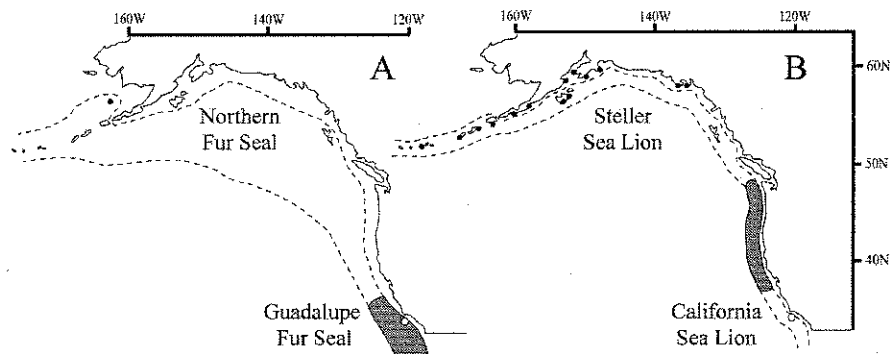 160W 140W 120W 160W 140W 120W
A
B
60N
Northern
Fur Seal
Steller
Sea Lion
50N
40N
Guadalupe
Fur Seal
California
Sea Lion